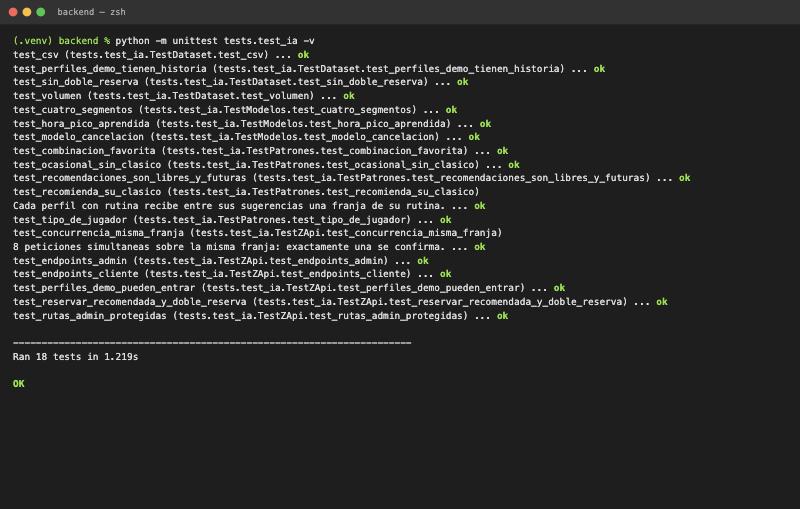 backend — zsh
(.venv) backend % python -m unittest tests.test_ia -v
test_csv (tests.test_ia.TestDataset.test_csv) ... ok
test_perfiles_demo_tienen_historia (tests.test_ia.TestDataset.test_perfiles_demo_tienen_historia) ... ok
test_sin_doble_reserva (tests.test_ia.TestDataset.test_sin_doble_reserva) ... ok
test_volumen (tests.test_ia.TestDataset.test_volumen) ... ok
test_cuatro_segmentos (tests.test_ia.TestModelos.test_cuatro_segmentos) ... ok
test_hora_pico_aprendida (tests.test_ia.TestModelos.test_hora_pico_aprendida) ... ok
test_modelo_cancelacion (tests.test_ia.TestModelos.test_modelo_cancelacion) ... ok
test_combinacion_favorita (tests.test_ia.TestPatrones.test_combinacion_favorita) ... ok
test_ocasional_sin_clasico (tests.test_ia.TestPatrones.test_ocasional_sin_clasico) ... ok
test_recomendaciones_son_libres_y_futuras (tests.test_ia.TestPatrones.test_recomendaciones_son_libres_y_futuras) ... ok
test_recomienda_su_clasico (tests.test_ia.TestPatrones.test_recomienda_su_clasico)
Cada perfil con rutina recibe entre sus sugerencias una franja de su rutina. ... ok
test_tipo_de_jugador (tests.test_ia.TestPatrones.test_tipo_de_jugador) ... ok
test_concurrencia_misma_franja (tests.test_ia.TestZApi.test_concurrencia_misma_franja)
8 peticiones simultaneas sobre la misma franja: exactamente una se confirma. ... ok
test_endpoints_admin (tests.test_ia.TestZApi.test_endpoints_admin) ... ok
test_endpoints_cliente (tests.test_ia.TestZApi.test_endpoints_cliente) ... ok
test_perfiles_demo_pueden_entrar (tests.test_ia.TestZApi.test_perfiles_demo_pueden_entrar) ... ok
test_reservar_recomendada_y_doble_reserva (tests.test_ia.TestZApi.test_reservar_recomendada_y_doble_reserva) ... ok
test_rutas_admin_protegidas (tests.test_ia.TestZApi.test_rutas_admin_protegidas) ... ok
----------------------------------------------------------------------
Ran 18 tests in 1.219s
OK